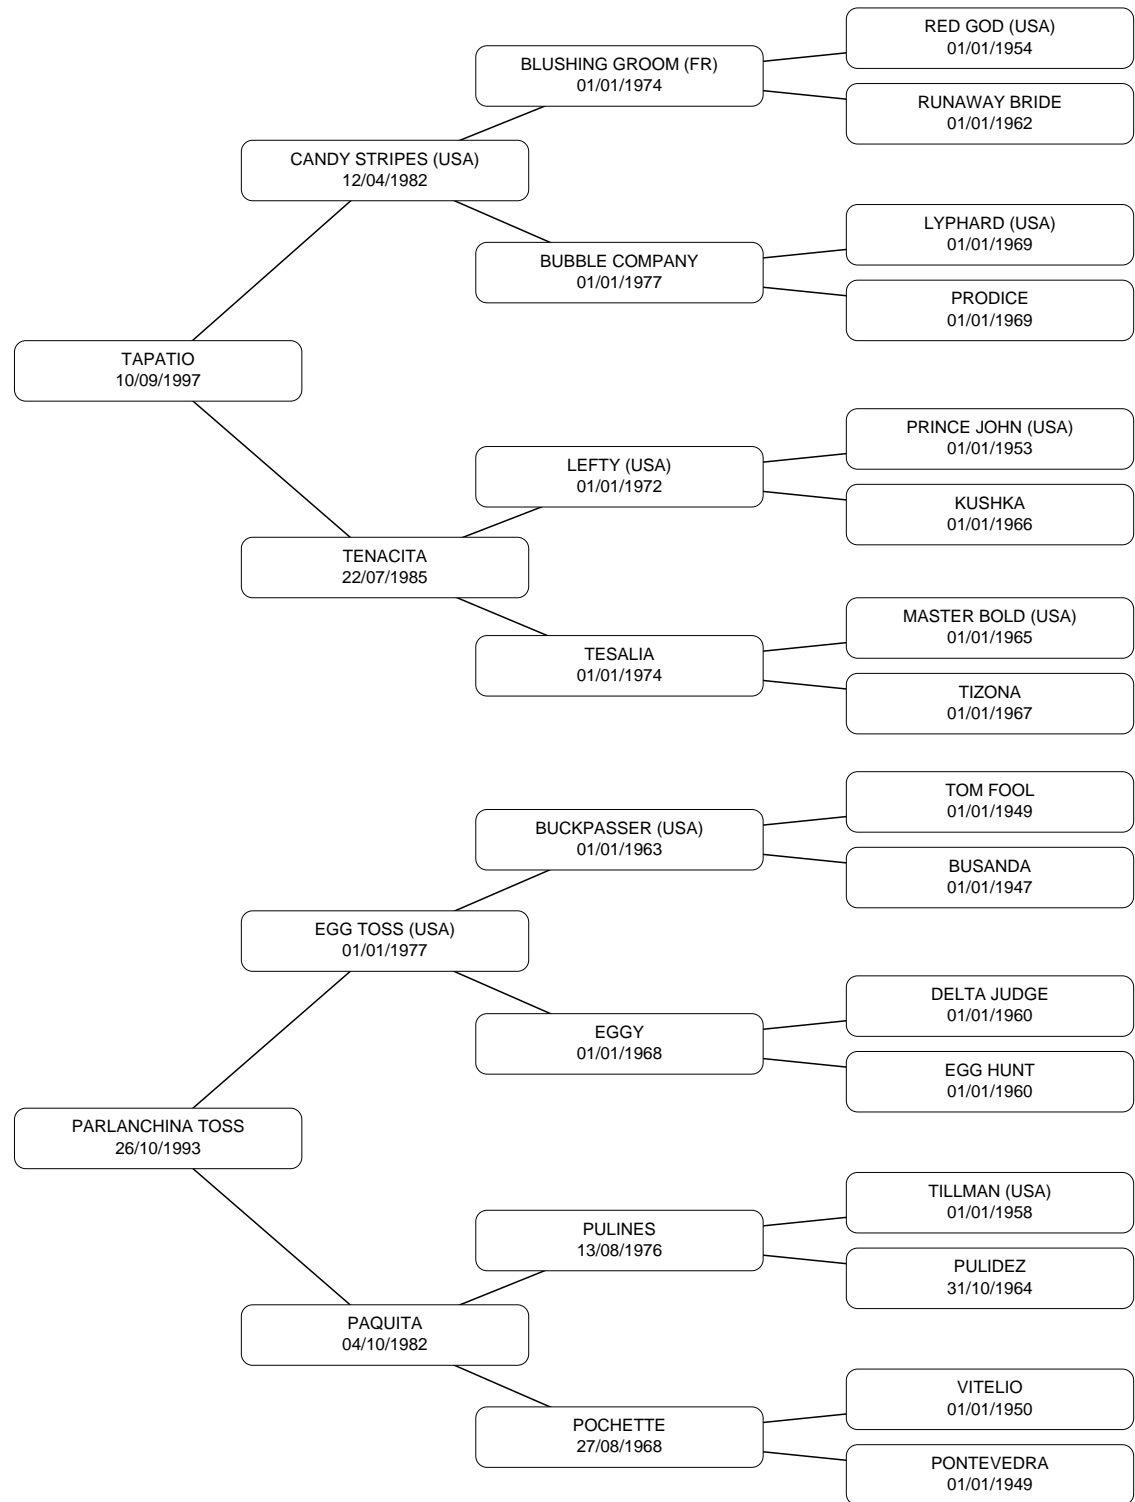 RED GOD (USA)
01/01/1954
BLUSHING GROOM (FR)
01/01/1974
RUNAWAY BRIDE
01/01/1962
CANDY STRIPES (USA)
12/04/1982
LYPHARD (USA)
01/01/1969
BUBBLE COMPANY
01/01/1977
PRODICE
01/01/1969
TAPATIO
10/09/1997
PRINCE JOHN (USA)
01/01/1953
LEFTY (USA)
01/01/1972
KUSHKA
01/01/1966
TENACITA
22/07/1985
MASTER BOLD (USA)
01/01/1965
TESALIA
01/01/1974
TIZONA
01/01/1967
TOM FOOL
01/01/1949
BUCKPASSER (USA)
01/01/1963
BUSANDA
01/01/1947
EGG TOSS (USA)
01/01/1977
DELTA JUDGE
01/01/1960
EGGY
01/01/1968
EGG HUNT
01/01/1960
PARLANCHINA TOSS
26/10/1993
TILLMAN (USA)
01/01/1958
PULINES
13/08/1976
PULIDEZ
31/10/1964
PAQUITA
04/10/1982
VITELIO
01/01/1950
POCHETTE
27/08/1968
PONTEVEDRA
01/01/1949